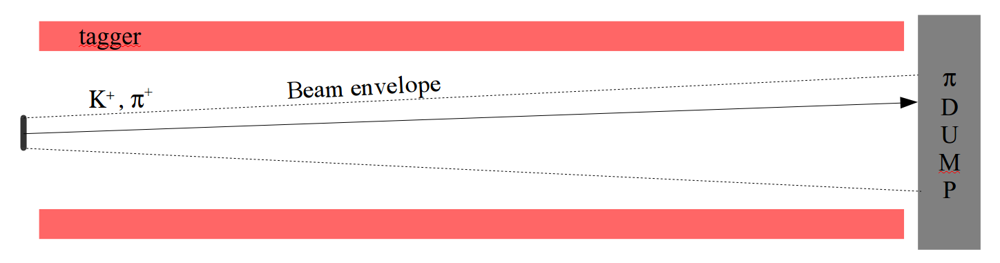 tagger
K⁺, π⁺
Beam envelope
π
D
U
M
P